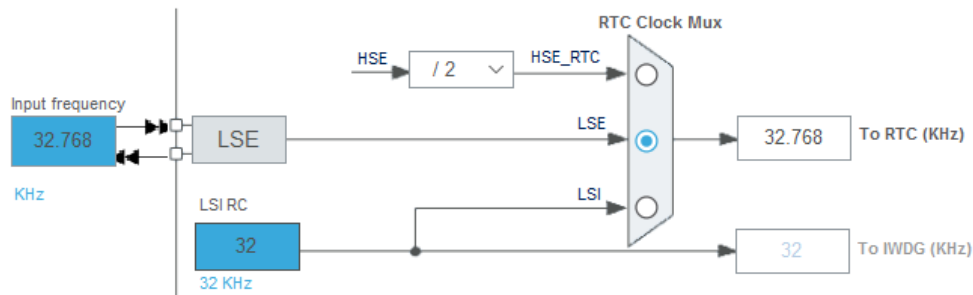 RTC Clock Mux
HSE
/ 2
HSE_RTC
Input frequency
32.768
LSE
LSE
32.768
To RTC (KHz)
KHz
LSI RC
LSI
32
32
To IWDG (KHz)
32 KHz